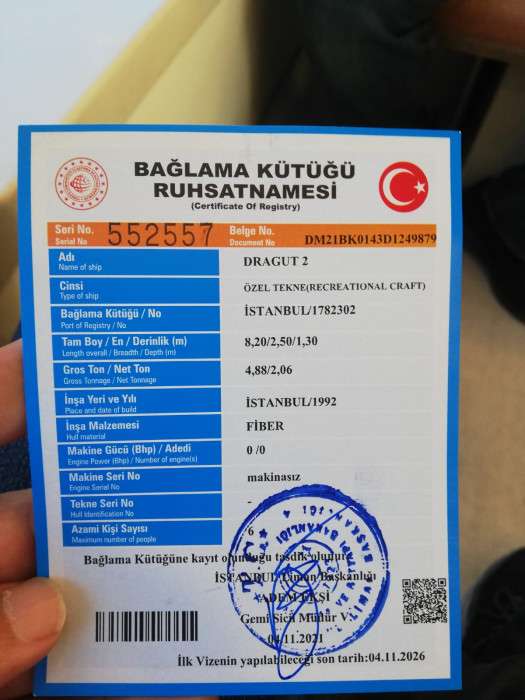 BAĞLAMA KÜTÜĞÜ
RUHSATNAMESİ
(Certificate Of Registry)
Seri No. 552557 Belge No. DM21BK0143D1249879
Serial No Document No
Adı DRAGUT 2
Name of ship
Cinsi ÖZEL TEKNE(RECREATIONAL CRAFT)
Type of ship
Bağlama Kütüğü / No İSTANBUL/1782302
Port of Registry / No
Tam Boy / En / Derinlik (m) 8,20/2,50/1,30
Length overall / Breadth / Depth (m)
Gros Ton / Net Ton 4,88/2,06
Gross Tonnage / Net Tonnage
İnşa Yeri ve Yılı İSTANBUL/1992
Place and date of build
İnşa Malzemesi FİBER
Hull material
Makine Gücü (Bhp) / Adedi 0 /0
Engine Power (Bhp) / Number of engine(s)
Makine Seri No makinasız
Engine Serial No
Tekne Seri No -
Hull Identification No
Azami Kişi Sayısı 6
Maximum number of people
Bağlama Kütüğüne kayıt olunduğu tasdik olunur.
İSTANBUL Liman Başkanlığı
ADEM EKŞİ
Gemi Sicil Müdür V.
04.11.2021
İlk Vizenin yapılabileceği son tarih:04.11.2026